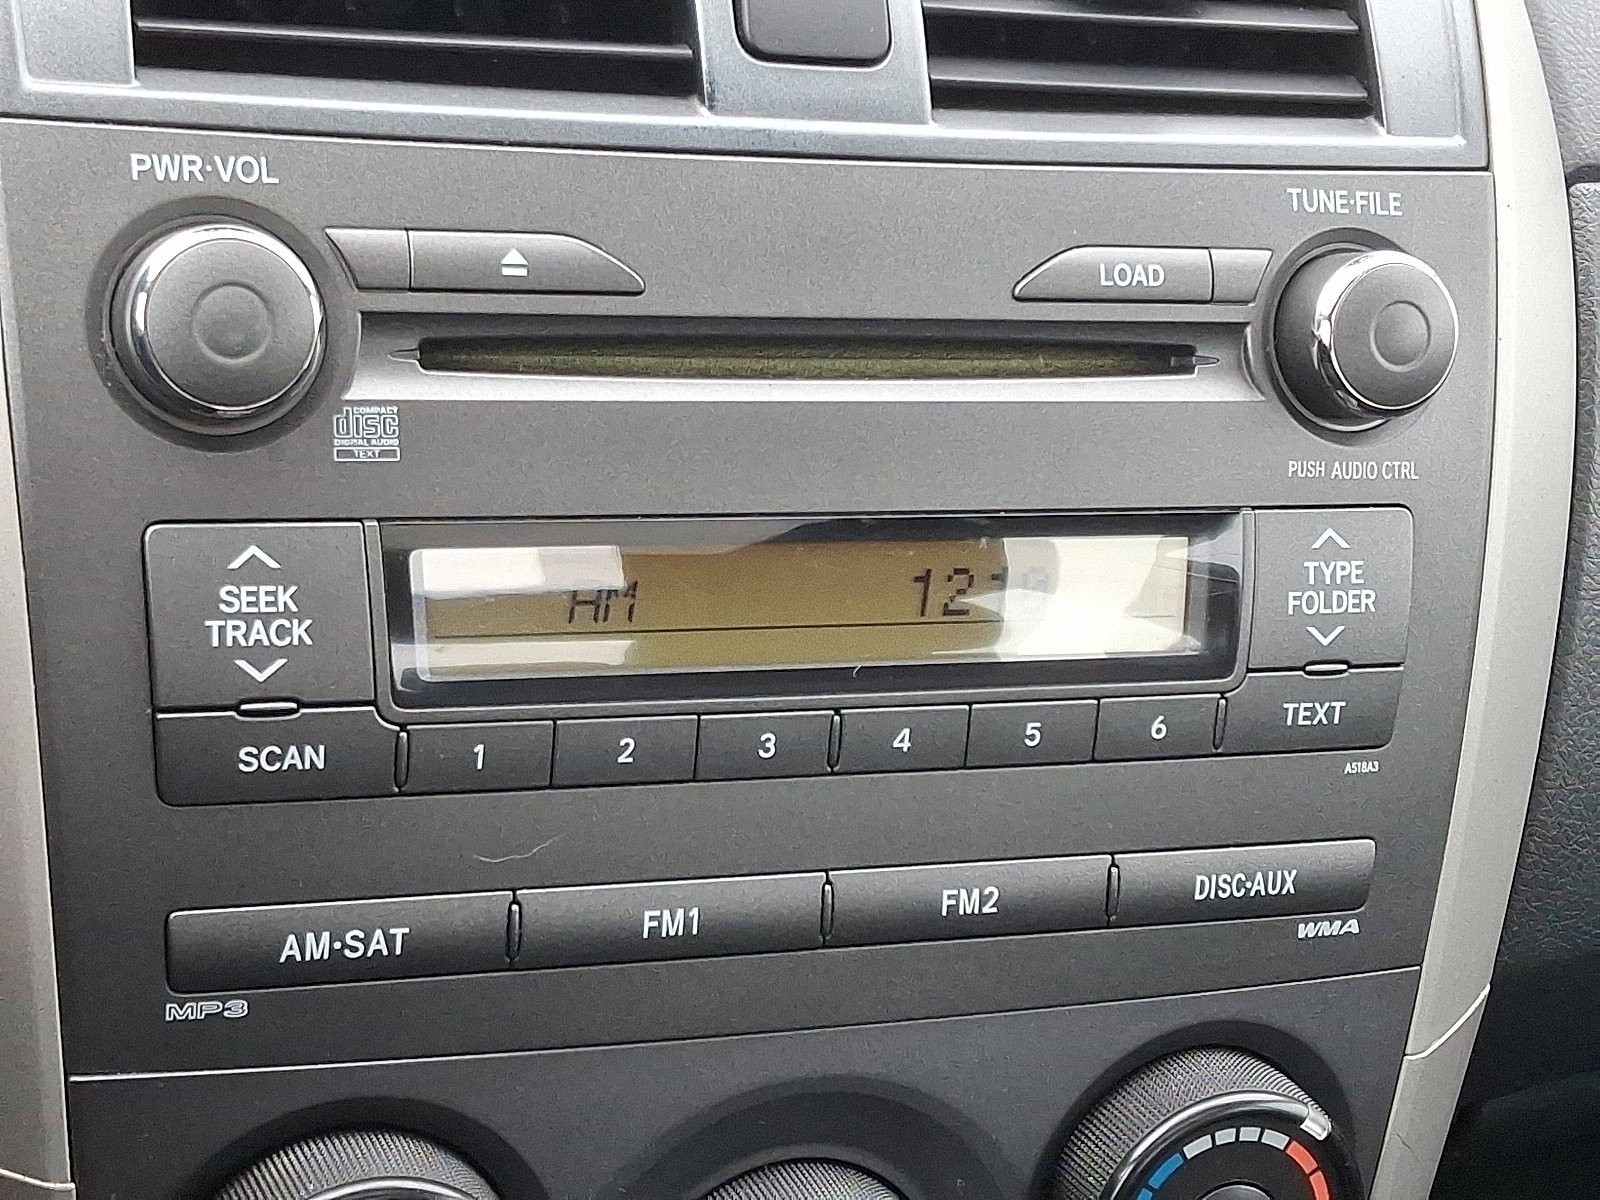 PWR·VOL
TUNE·FILE
LOAD
COMPACT
disc
DIGITAL AUDIO
TEXT
PUSH AUDIO CTRL
SEEK
TRACK
AM 12
TYPE
FOLDER
SCAN
1 2 3 4 5 6
TEXT
A518A3
AM·SAT
FM1
FM2
DISC·AUX
WMA
MP3